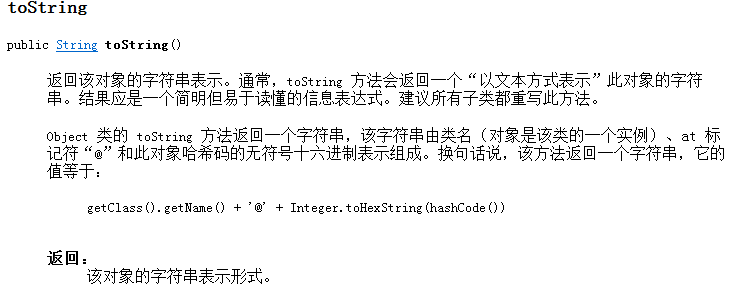 toString
public String toString()
返回该对象的字符串表示。通常，toString 方法会返回一个“以文本方式表示”此对象的字符
串。结果应是一个简明但易于读懂的信息表达式。建议所有子类都重写此方法。
Object 类的 toString 方法返回一个字符串，该字符串由类名（对象是该类的一个实例）、at 标
记符“@”和此对象哈希码的无符号十六进制表示组成。换句话说，该方法返回一个字符串，它的
值等于：
getClass().getName() + '@' + Integer.toHexString(hashCode())
返回：
该对象的字符串表示形式。